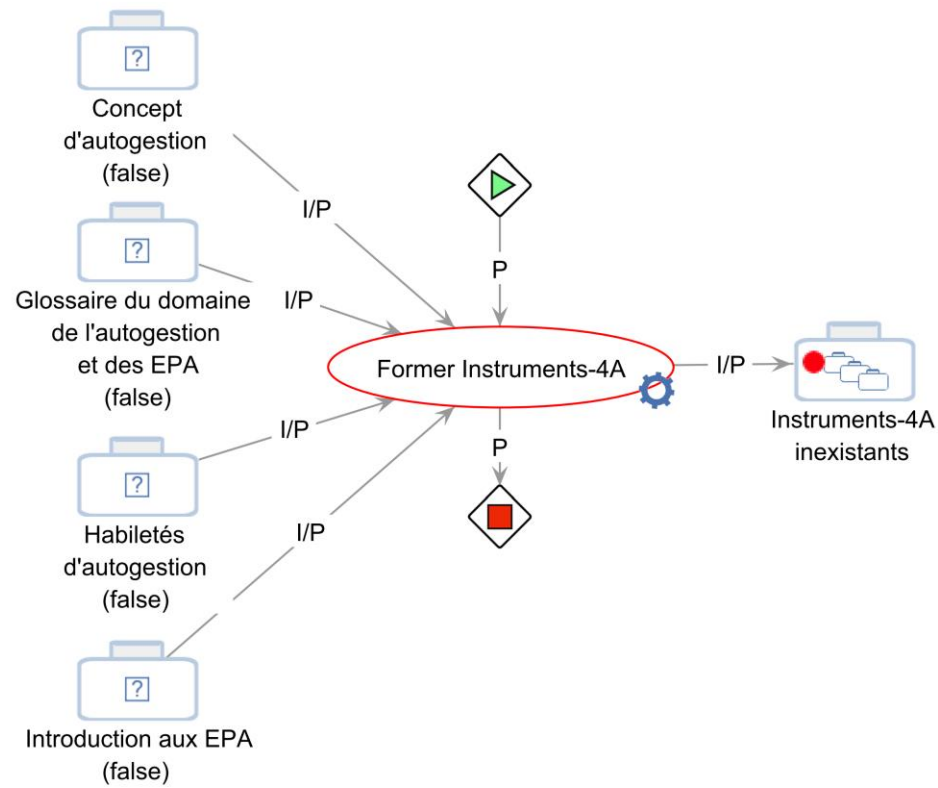 ?
Concept
d'autogestion
(false)
I/P
?
Glossaire du domaine
de l'autogestion
et des EPA
(false)
I/P
P
Former Instruments-4A
I/P
Instruments-4A
inexistants
?
Habiletés
d'autogestion
(false)
I/P
P
?
Introduction aux EPA
(false)
I/P